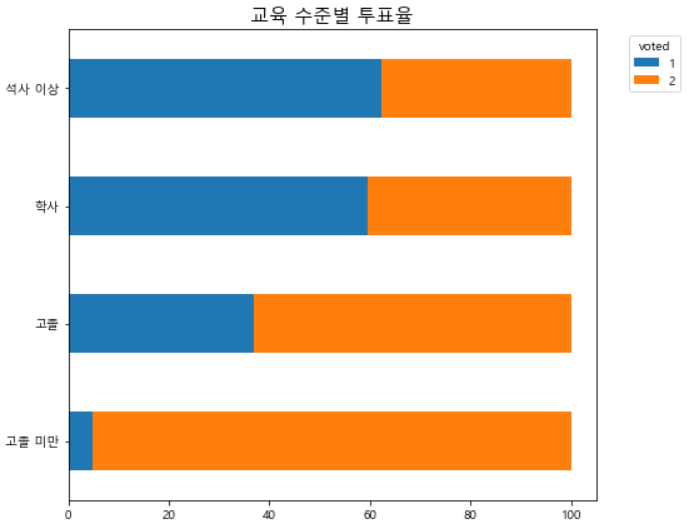 교육 수준별 투표율
voted
1
2
석사 이상
학사
고졸
고졸 미만
0 20 40 60 80 100